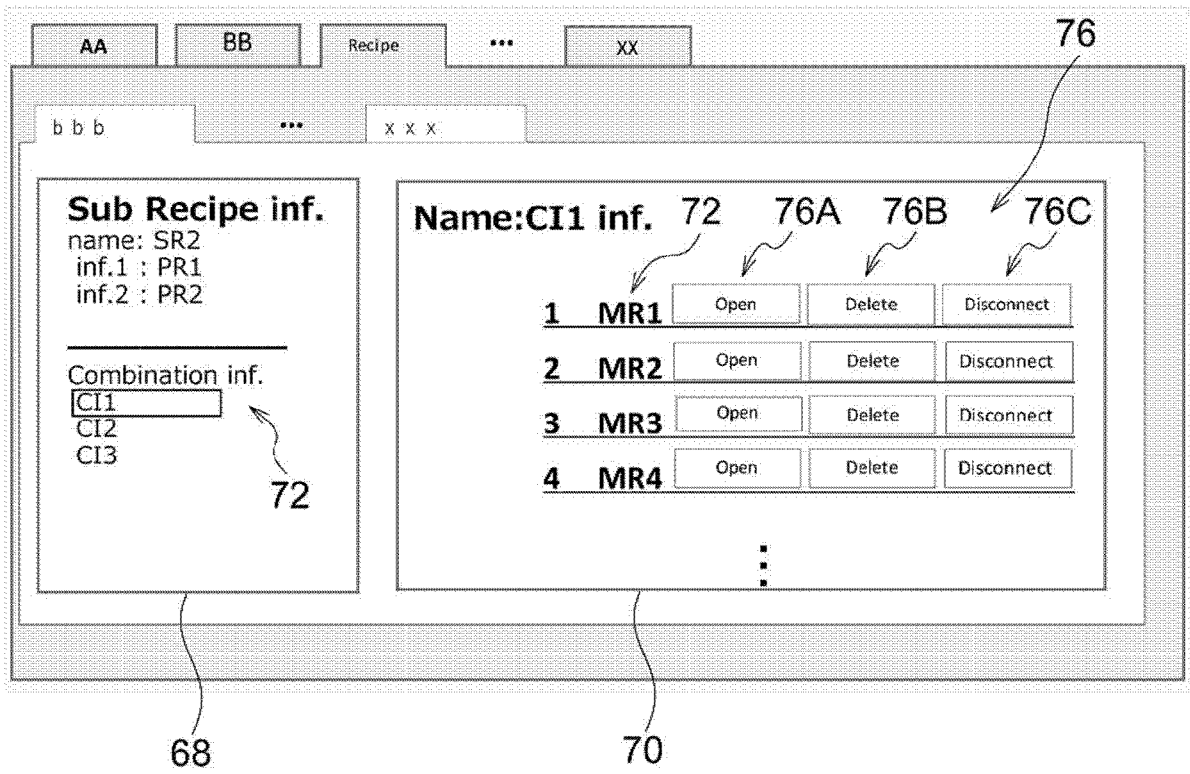 AA BB Recipe ... XX 76
b b b ... x x x
Sub Recipe inf.
name: SR2
inf.1 : PR1
inf.2 : PR2
Combination inf.
CI1
CI2
CI3
72
Name:CI1 inf. 72 76A 76B 76C
1 MR1 Open Delete Disconnect
2 MR2 Open Delete Disconnect
3 MR3 Open Delete Disconnect
4 MR4 Open Delete Disconnect
68 70